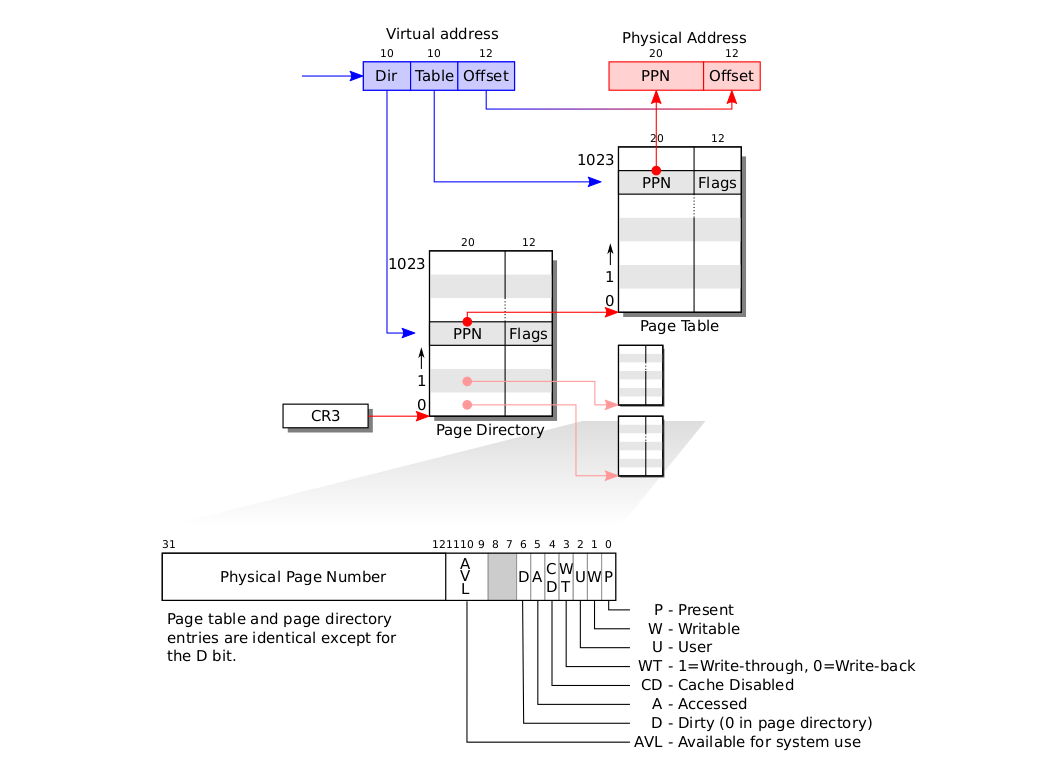 Virtual address
Physical Address
10 10 12
20 12
Dir Table Offset
PPN Offset
20 12
1023
PPN Flags
1
0
Page Table
20 12
1023
PPN Flags
1
0
Page Directory
CR3
31 12 11 10 9 8 7 6 5 4 3 2 1 0
Physical Page Number
AVL
D A CD WT U W P
Page table and page directory
entries are identical except for
the D bit.
P - Present
W - Writable
U - User
WT - 1=Write-through, 0=Write-back
CD - Cache Disabled
A - Accessed
D - Dirty (0 in page directory)
AVL - Available for system use